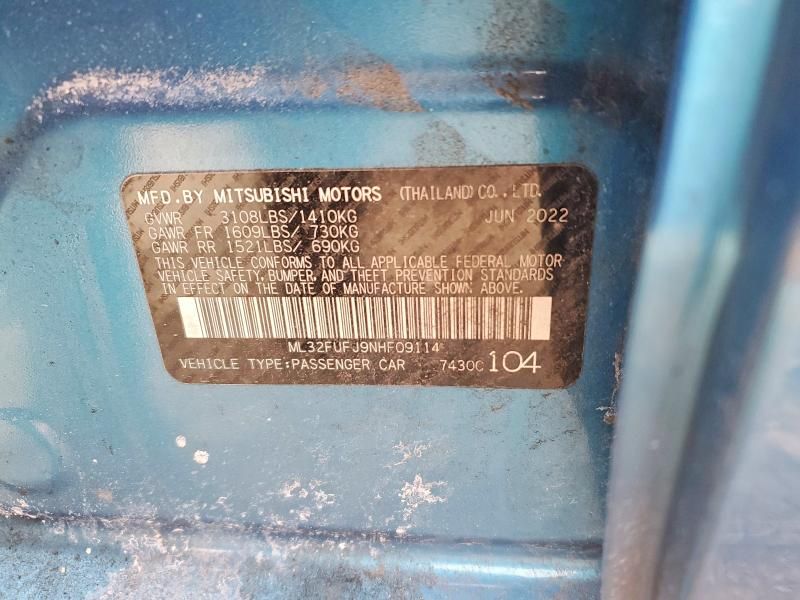 MFD.BY MITSUBISHI MOTORS (THAILAND)CO.,LTD.
GVWR 3108LBS/1410KG JUN 2022
GAWR FR 1609LBS/ 730KG
GAWR RR 1521LBS/ 690KG
THIS VEHICLE CONFORMS TO ALL APPLICABLE FEDERAL MOTOR
VEHICLE SAFETY, BUMPER, AND THEFT PREVENTION STANDARDS
IN EFFECT ON THE DATE OF MANUFACTURE SHOWN ABOVE.
ML32FUFJ9NHF09114
VEHICLE TYPE:PASSENGER CAR 7430C 104